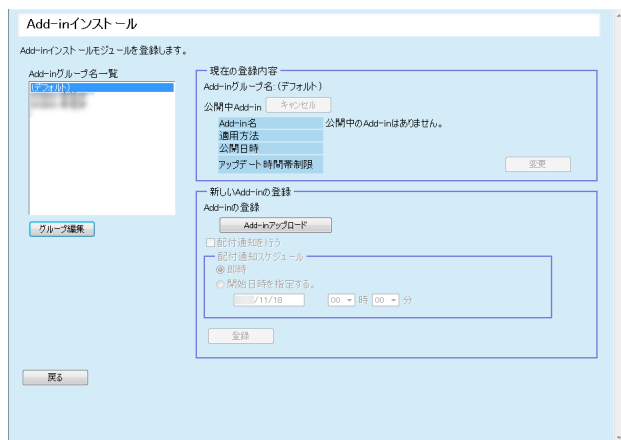 Add-inインストール
Add-inインストールモジュールを登録します。
Add-inグループ名一覧
(デフォルト)
グループ編集
現在の登録内容
Add-inグループ名:(デフォルト)
公開中Add-in キャンセル
Add-in名 公開中のAdd-inはありません。
適用方法
公開日時
アップデート時間帯制限 変更
新しいAdd-inの登録
Add-inの登録
Add-inアップロード
配付通知を行う
配付通知スケジュール
即時
開始日時を指定する。
/11/18 00 時 00 分
登録
戻る